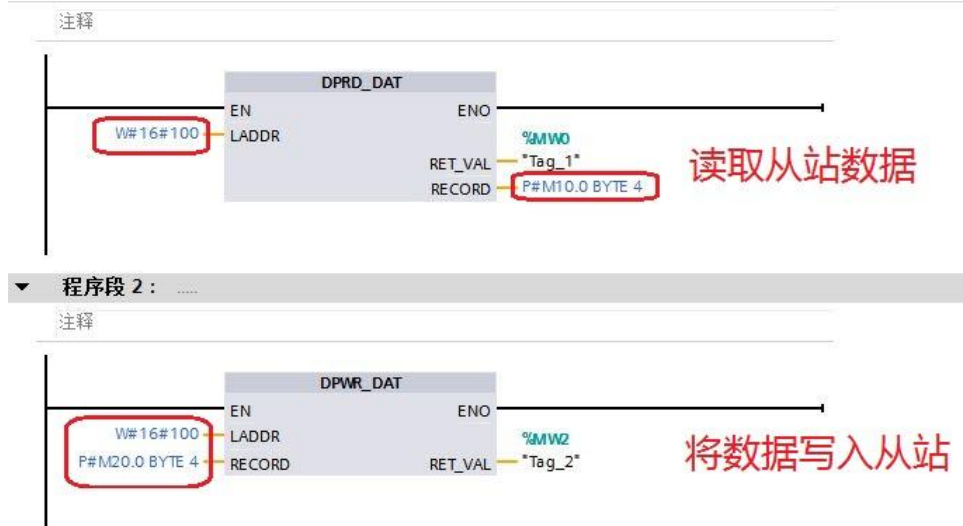 注释
DPRD_DAT
EN ENO
W#16#100 LADDR
%MW0
RET_VAL "Tag_1"
RECORD P#M10.0 BYTE 4
读取从站数据
程序段 2： .....
注释
DPWR_DAT
EN ENO
W#16#100 LADDR
%MW2
P#M20.0 BYTE 4 RECORD RET_VAL "Tag_2"
将数据写入从站